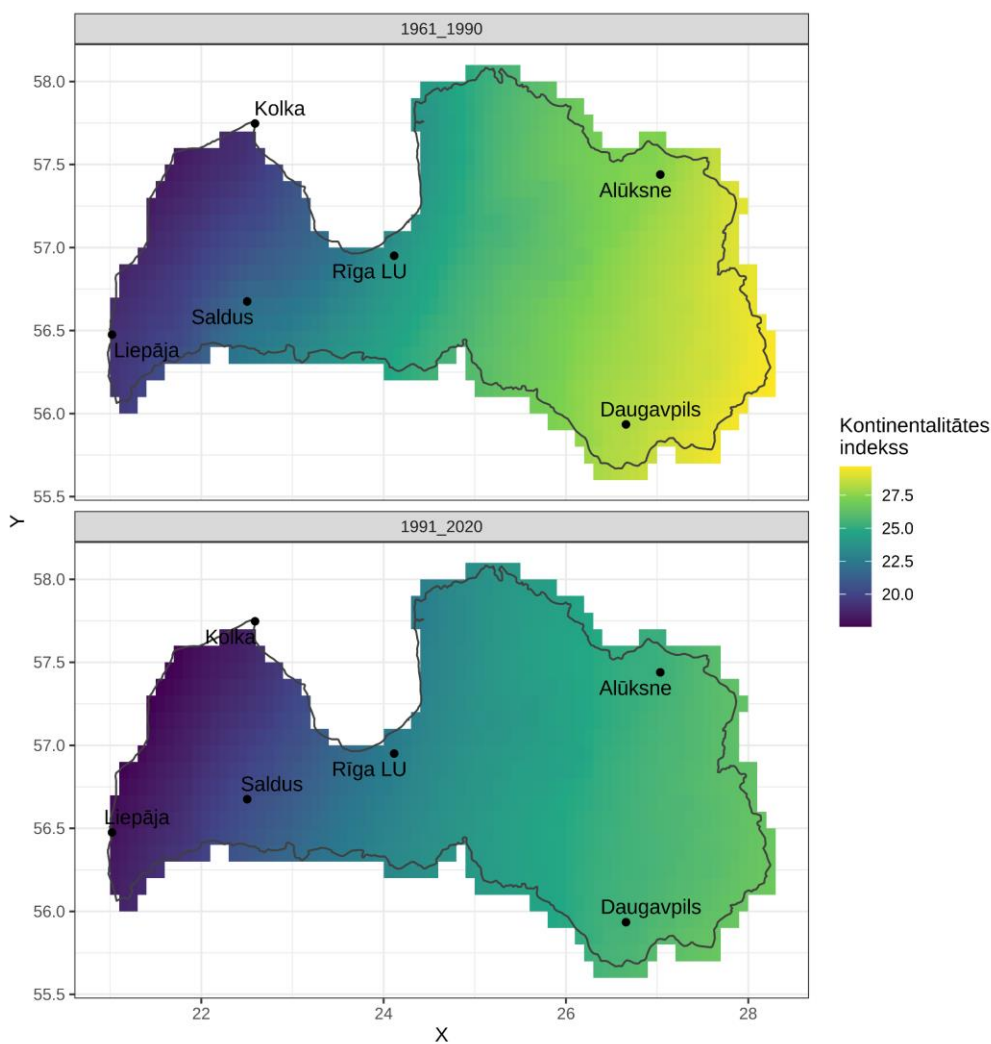 1961_1990
58.0
Kolka
57.5
Alūksne
57.0
Rīga LU
Saldus
56.5
Liepāja
56.0
Daugavpils
55.5
Y
Kontinentalitātes
indekss
27.5
25.0
22.5
20.0
1991_2020
58.0
Kolka
57.5
Alūksne
57.0
Rīga LU
Saldus
56.5
Liepāja
56.0
Daugavpils
55.5
22 24 26 28
X